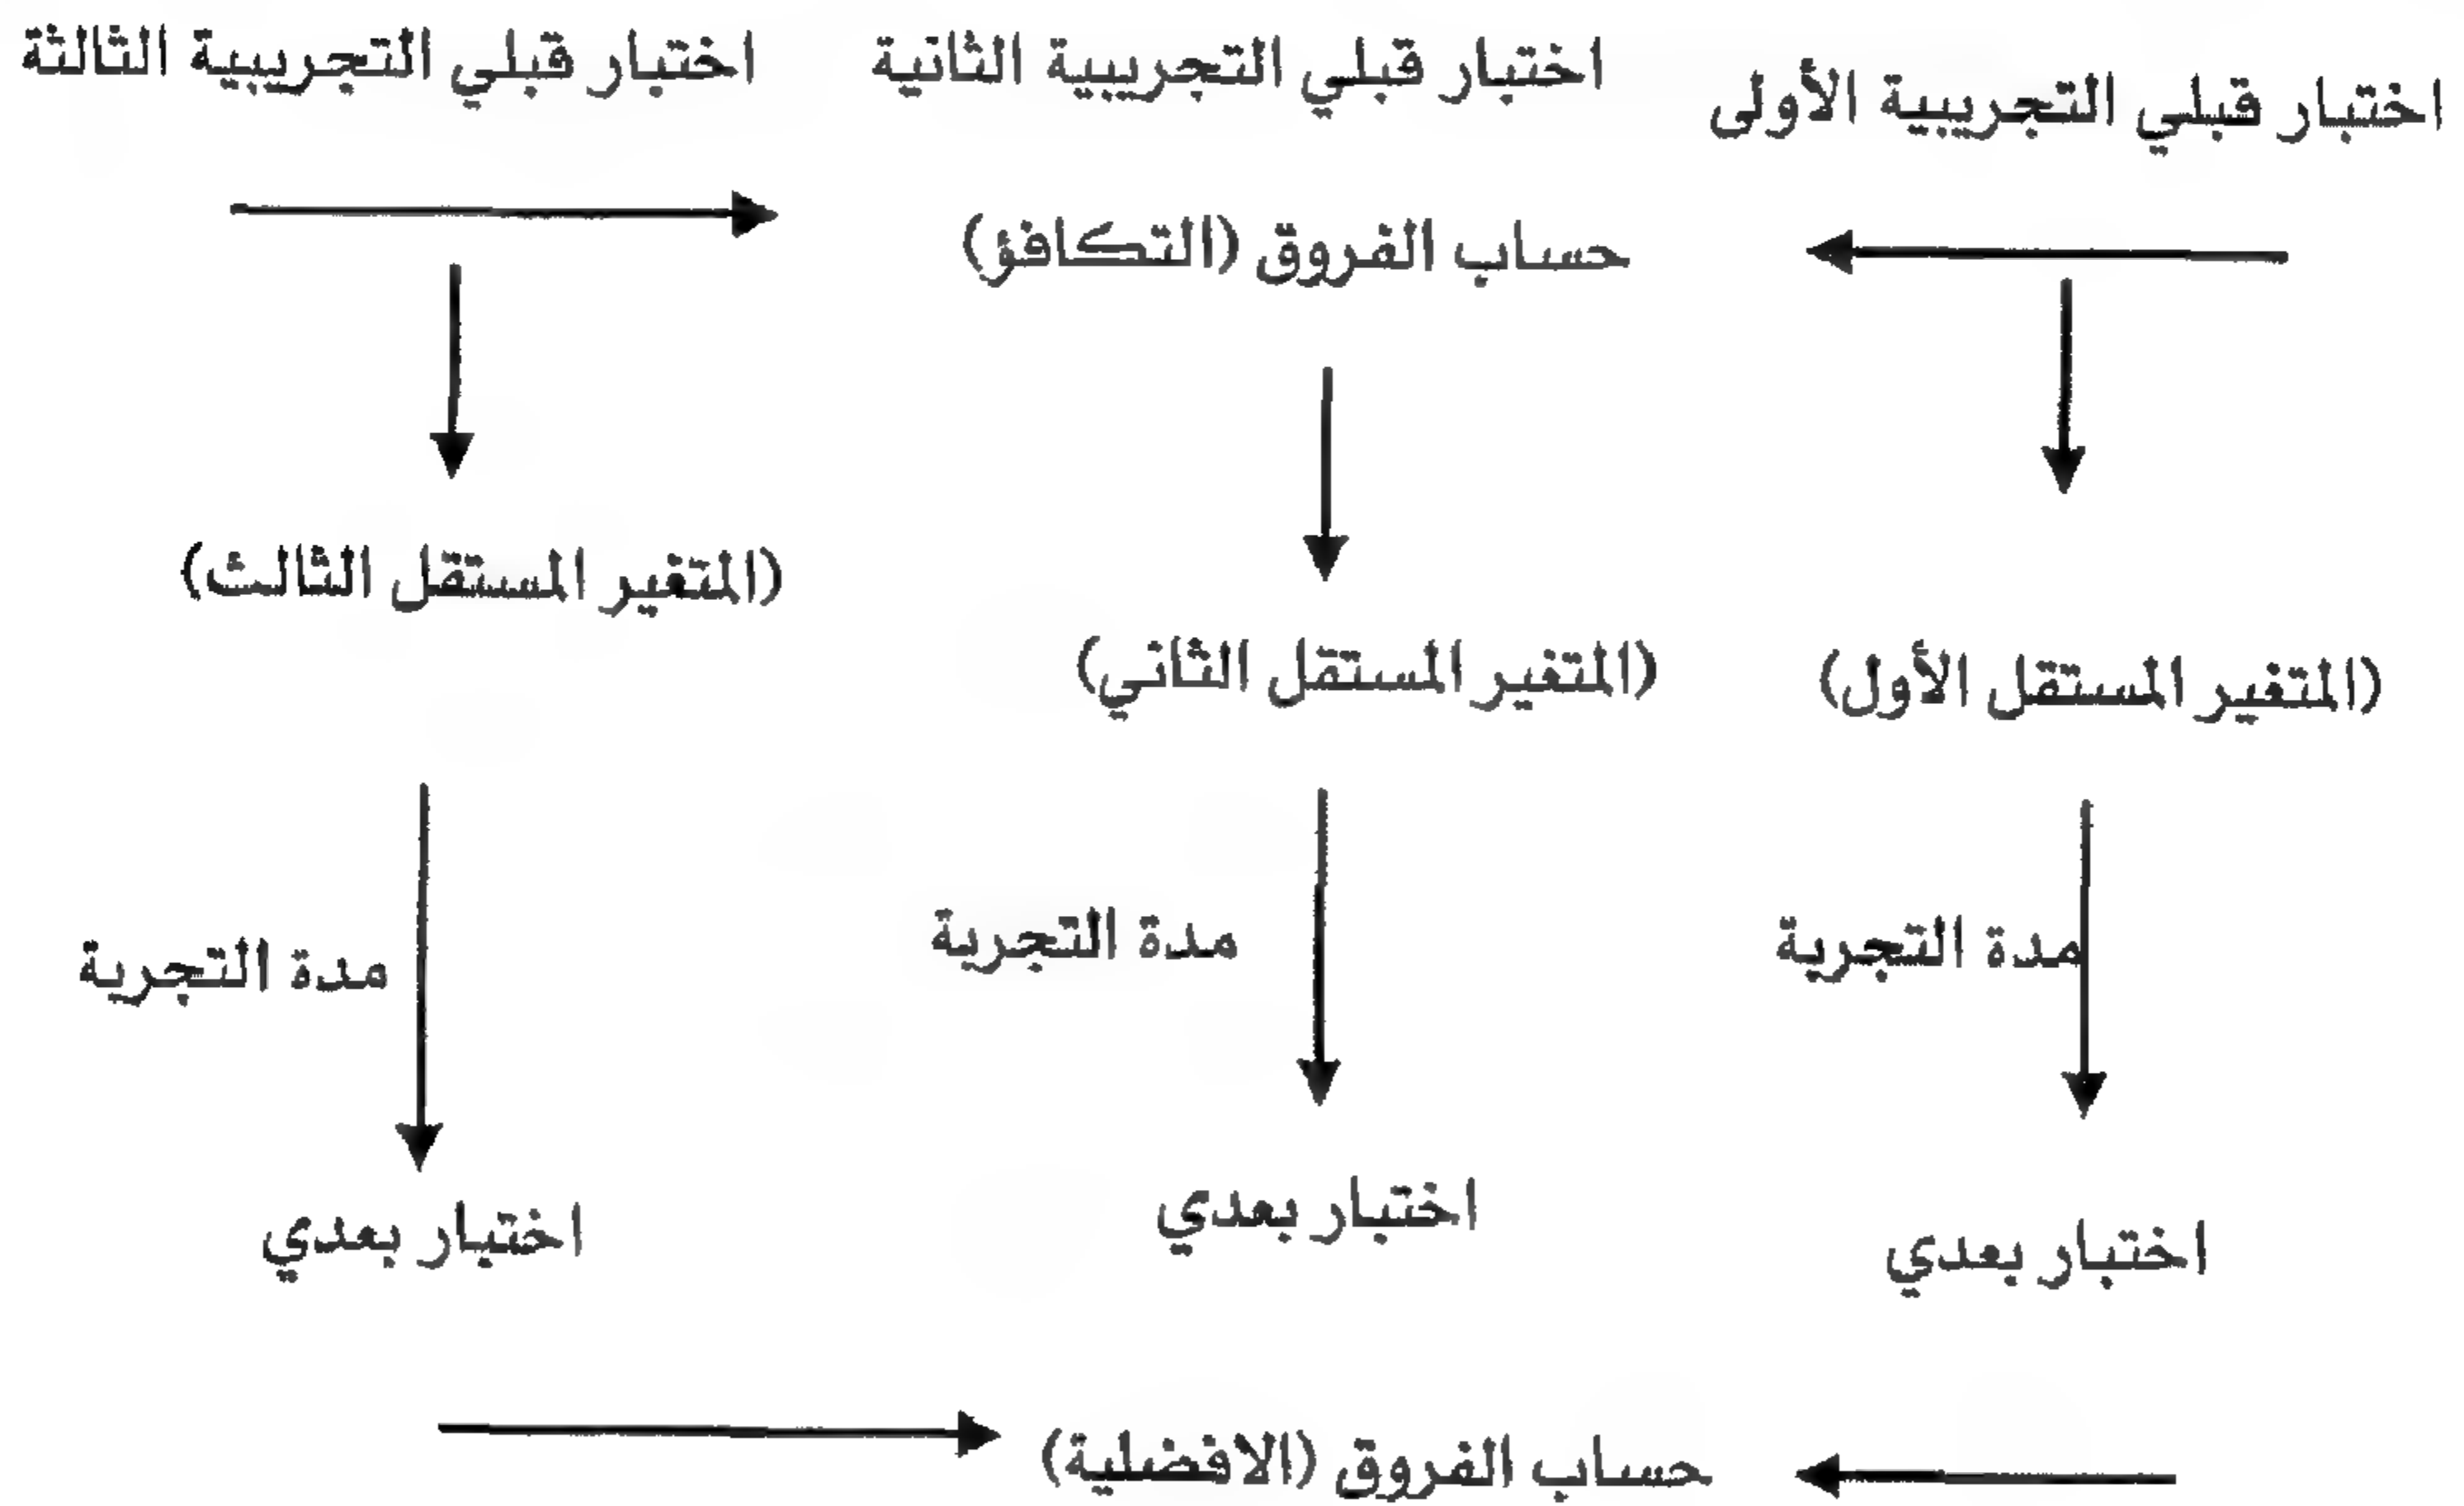 اختبار قبلي التجريبية الأولى
اختبار قبلي التجريبية الثانية
اختبار قبلي التجريبية الثالثة
حساب الفروق (التكافؤ)
(المتغير المستقل الأول)
(المتغير المستقل الثاني)
(المتغير المستقل الثالث)
مدة التجربة
مدة التجربة
مدة التجربة
اختبار بعدي
اختبار بعدي
اختبار بعدي
حساب الفروق (الافضلية)